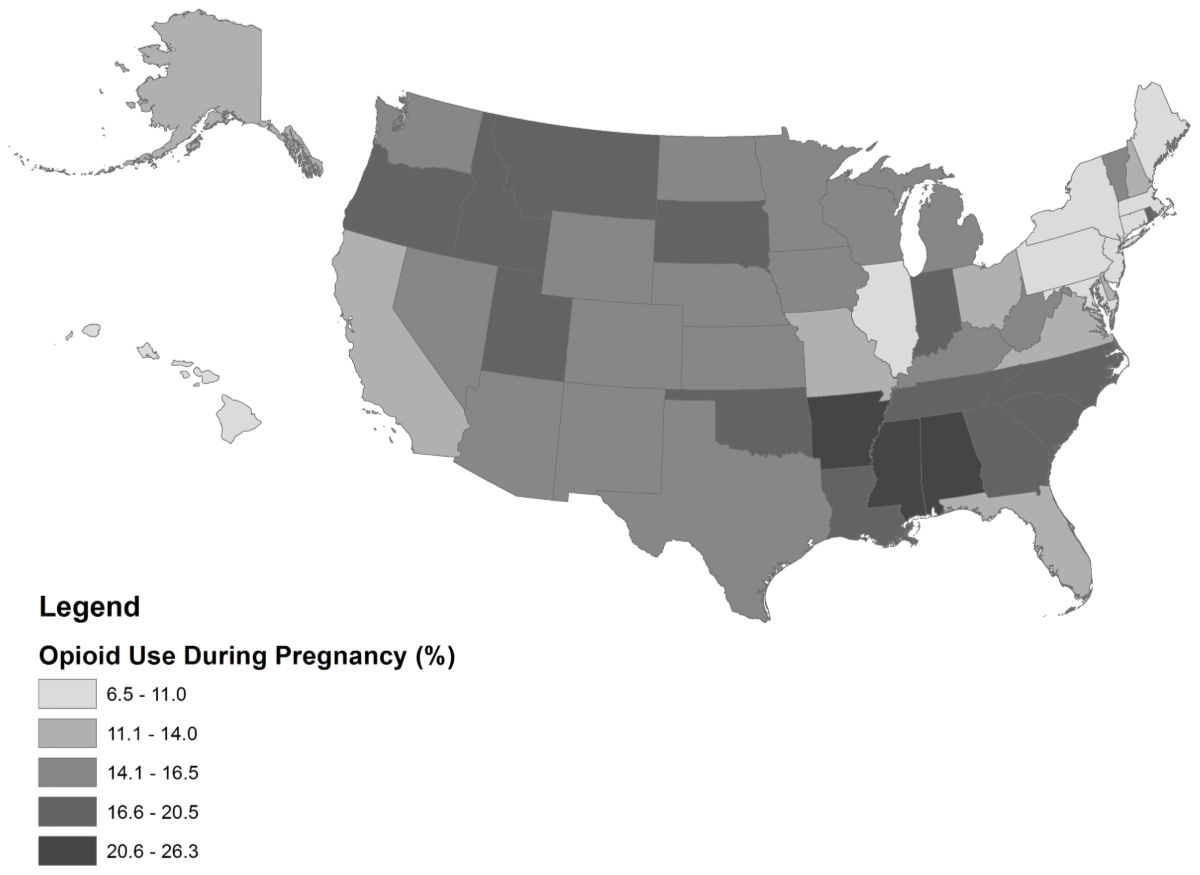 Legend
Opioid Use During Pregnancy (%)
6.5 - 11.0
11.1 - 14.0
14.1 - 16.5
16.6 - 20.5
20.6 - 26.3